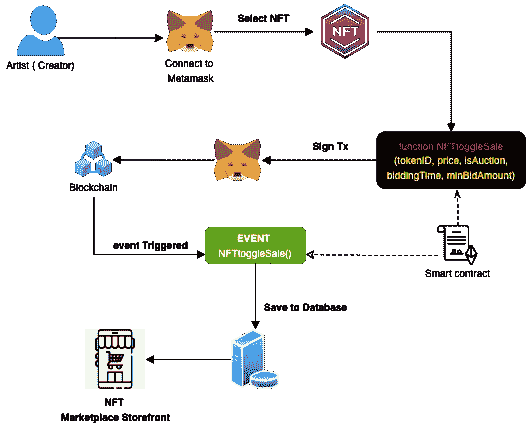 Select NFT
NFT
Artist ( Creator)
Connect to
Metamask
function NFTtoggleSale
(tokenID, price, isAuction,
biddingTime, minBidAmount)
Sign Tx
Blockchain
event Triggered
EVENT
NFTtoggleSale()
Smart contract
Save to Database
NFT
Marketplace Storefront